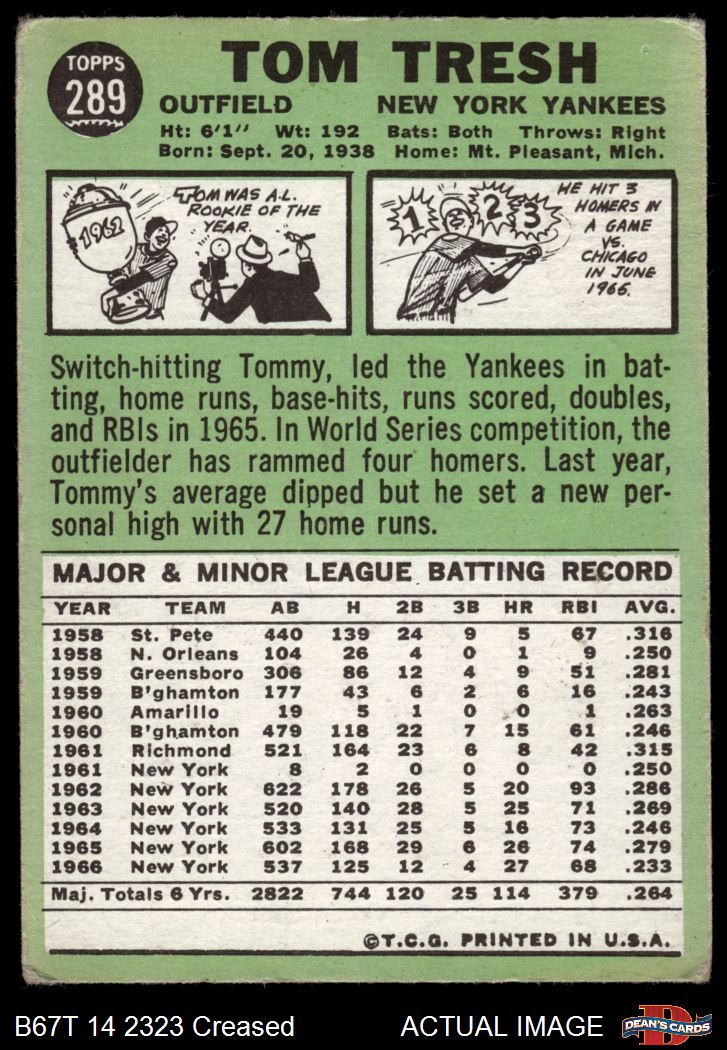 TOPPS
289
TOM TRESH
OUTFIELD NEW YORK YANKEES
Ht: 6'1" Wt: 192 Bats: Both Throws: Right
Born: Sept. 20, 1938 Home: Mt. Pleasant, Mich.
1962
TOM WAS A.L.
ROOKIE OF THE
YEAR.
1 2 3
HE HIT 3
HOMERS IN
A GAME
VS.
CHICAGO
IN JUNE
1965.
Switch-hitting Tommy, led the Yankees in bat-
ting, home runs, base-hits, runs scored, doubles,
and RBIs in 1965. In World Series competition, the
outfielder has rammed four homers. Last year,
Tommy's average dipped but he set a new per-
sonal high with 27 home runs.
MAJOR & MINOR LEAGUE BATTING RECORD
YEAR TEAM AB H 2B 3B HR RBI AVG.
1958 St. Pete 440 139 24 9 5 67 .316
1958 N. Orleans 104 26 4 0 1 9 .250
1959 Greensboro 306 86 12 4 9 51 .281
1959 B'ghamton 177 43 6 2 6 16 .243
1960 Amarillo 19 5 1 0 0 1 .263
1960 B'ghamton 479 118 22 7 15 61 .246
1961 Richmond 521 164 23 6 8 42 .315
1961 New York 8 2 0 0 0 0 .250
1962 New York 622 178 26 5 20 93 .286
1963 New York 520 140 28 5 25 71 .269
1964 New York 533 131 25 5 16 73 .246
1965 New York 602 168 29 6 26 74 .279
1966 New York 537 125 12 4 27 68 .233
Maj. Totals 6 Yrs. 2822 744 120 25 114 379 .264
©T.C.G. PRINTED IN U.S.A.
B67T 14 2323 Creased ACTUAL IMAGE
D
DEAN'S CARDS